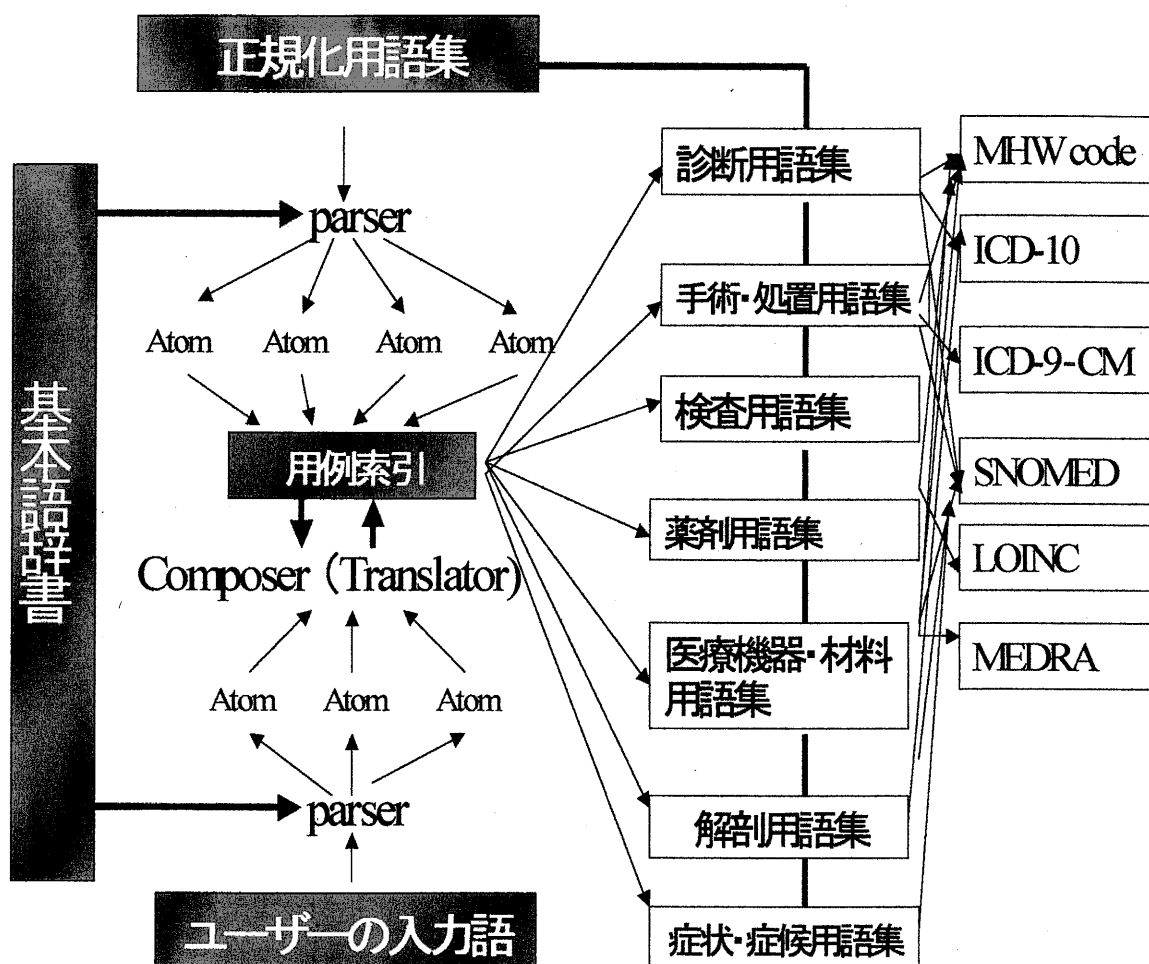 正規化用語集
parser
Atom Atom Atom Atom
用例索引
Composer (Translator)
Atom Atom Atom
parser
ユーザーの入力語
基本語辞書
診断用語集
手術・処置用語集
検査用語集
薬剤用語集
医療機器・材料
用語集
解剖用語集
症状・症候用語集
MHW code
ICD-10
ICD-9-CM
SNOMED
LOINC
MEDRA